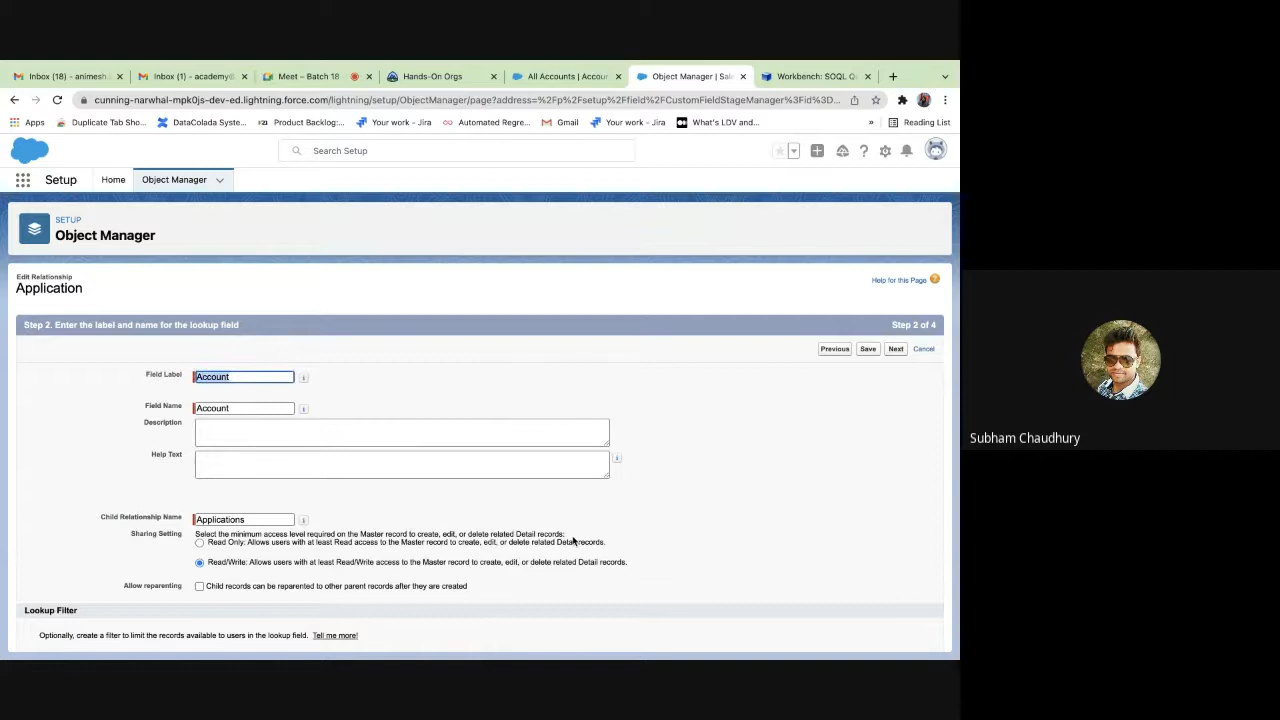 Inbox (18) - animesh.
Inbox (1) - academy@
Meet – Batch 18
Hands-On Orgs
All Accounts | Accou
Object Manager | Sale
Workbench: SOQL Q
cunning-narwhal-mpk0js-dev-ed.lightning.force.com/lightning/setup/ObjectManager/page?address=%2Fp%2Fsetup%2Ffield%2FCustomFieldStageManager%3Fid%3D...
Apps
Duplicate Tab Sho...
DataColada Syste...
Product Backlog:...
Your work - Jira
Automated Regre...
Gmail
Your work - Jira
What's LDV and...
»
Reading List
Search Setup
Setup
Home
Object Manager
SETUP
Object Manager
Edit Relationship
Application
Help for this Page
Step 2. Enter the label and name for the lookup field
Step 2 of 4
Previous
Save
Next
Cancel
Field Label
Account
Field Name
Account
Description
Help Text
Child Relationship Name
Applications
Sharing Setting
Select the minimum access level required on the Master record to create, edit, or delete related Detail records:
Read Only: Allows users with at least Read access to the Master record to create, edit, or delete related Detail records.
Read/Write: Allows users with at least Read/Write access to the Master record to create, edit, or delete related Detail records.
Allow reparenting
Child records can be reparented to other parent records after they are created
Lookup Filter
Optionally, create a filter to limit the records available to users in the lookup field. Tell me more!
Subham Chaudhury